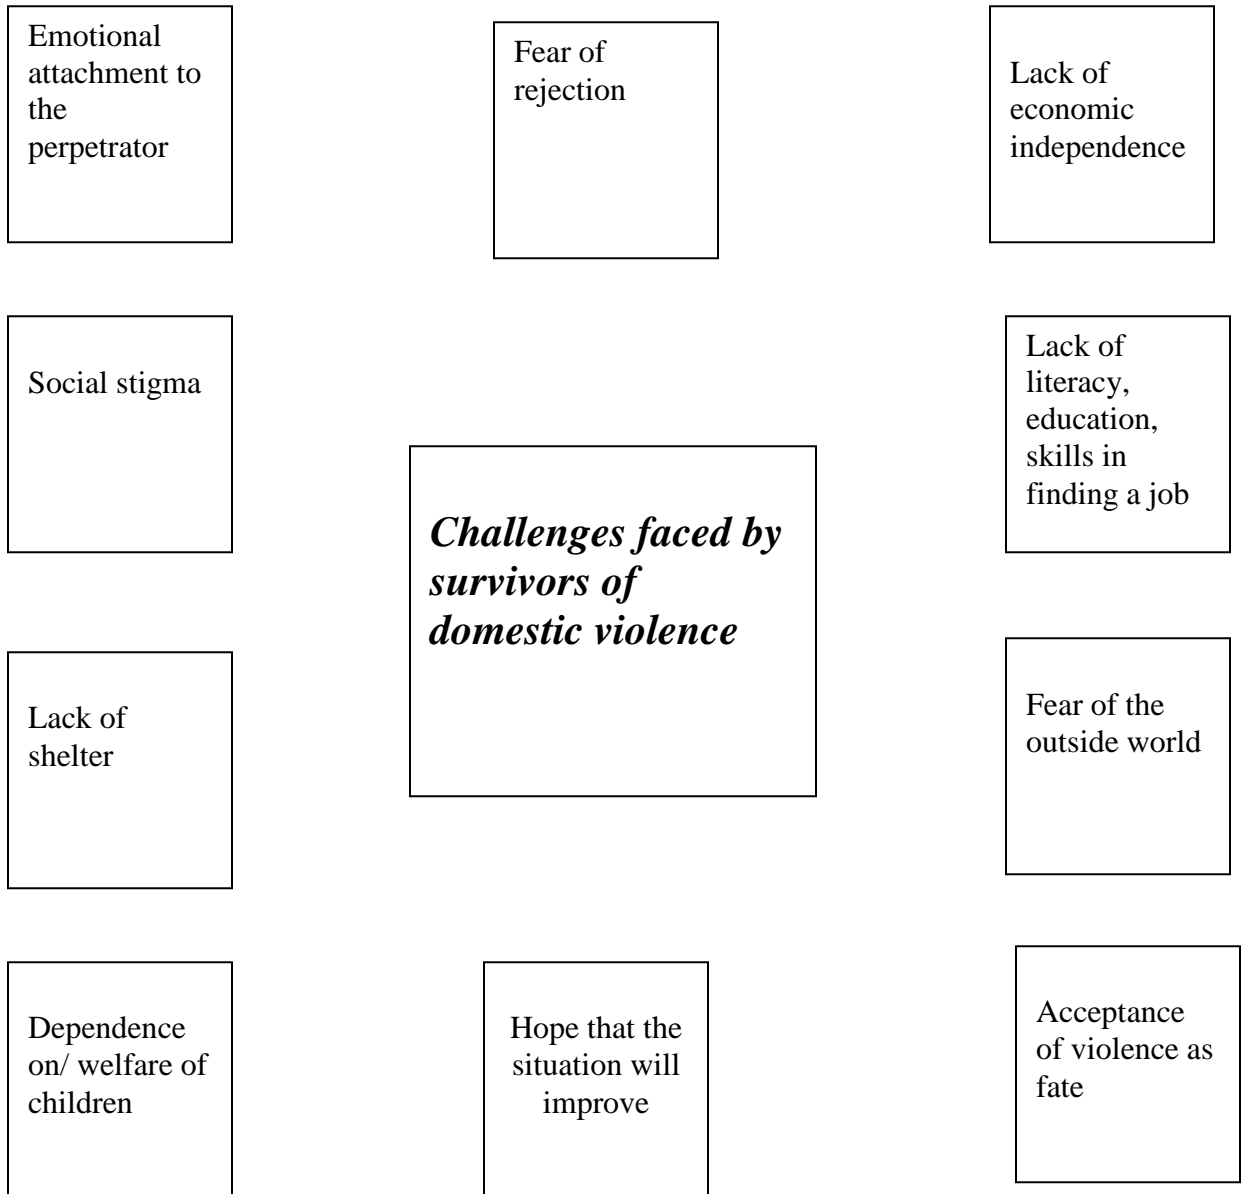 Emotional
attachment to
the
perpetrator
Fear of
rejection
Lack of
economic
independence
Social stigma
Lack of
literacy,
education,
skills in
finding a job
Challenges faced by
survivors of
domestic violence
Lack of
shelter
Fear of the
outside world
Dependence
on/ welfare of
children
Hope that the
situation will
improve
Acceptance
of violence as
fate